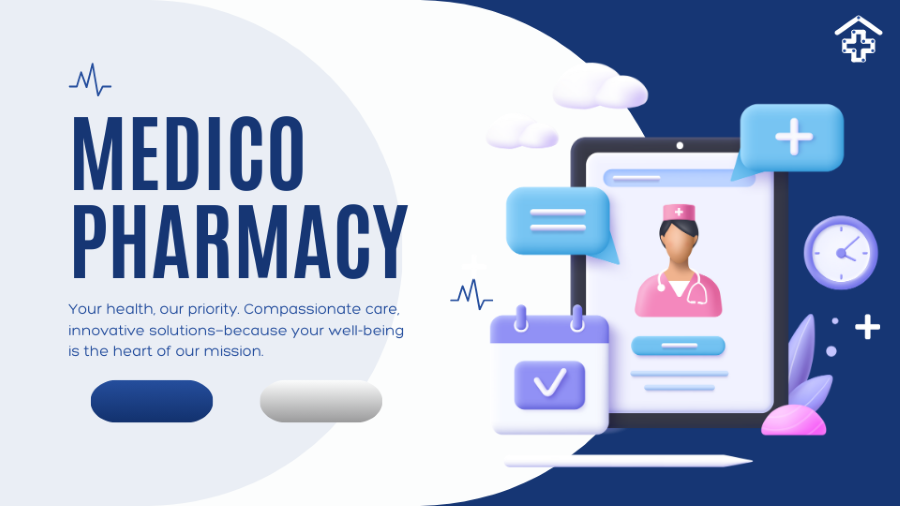 MEDICO
PHARMACY
Your health, our priority. Compassionate care,
innovative solutions—because your well-being
is the heart of our mission.